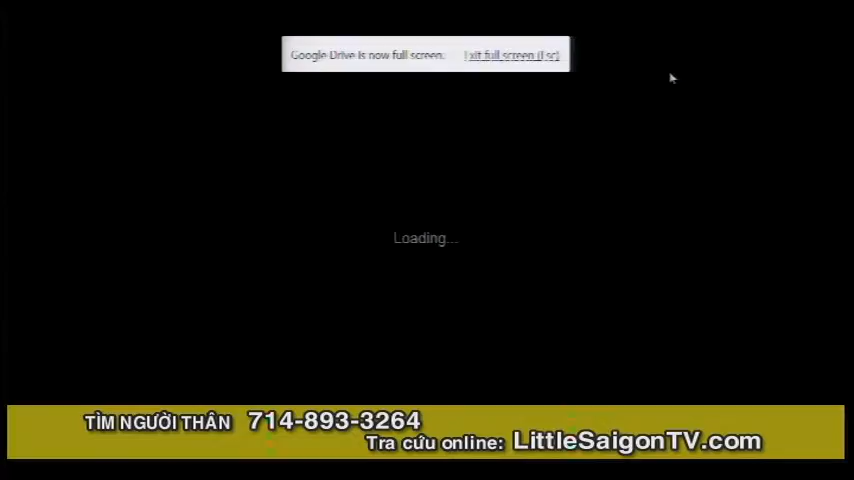 Google Drive is now full screen. Exit full screen (Esc)
Loading...
TÌM NGƯỜI THÂN 714-893-3264
Tra cứu online: LittleSaigonTV.com